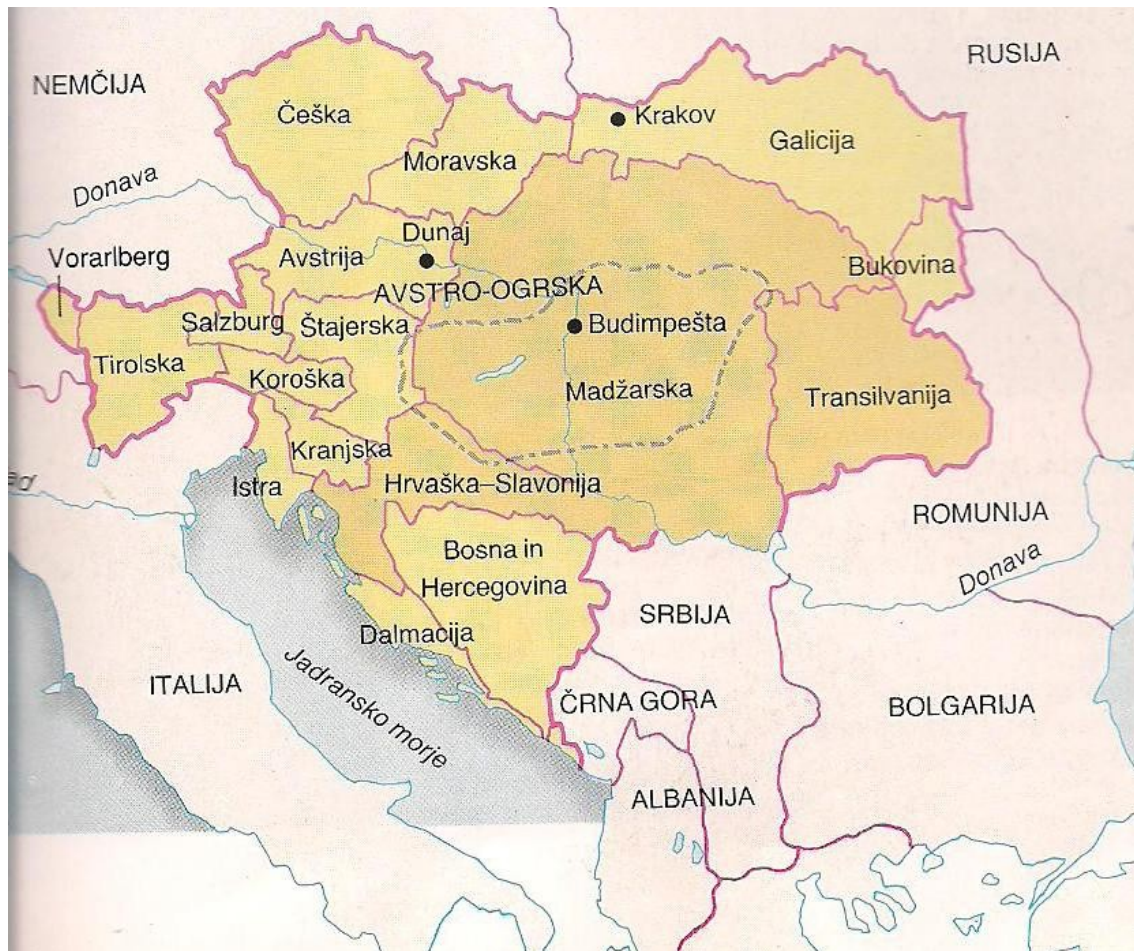 RUSIJA
NEMČIJA
Češka
Krakov
Galicija
Moravska
Donava
Dunaj
Vorarlberg
Avstrija
Bukovina
AVSTRO-OGRSKA
Salzburg
Štajerska
Budimpešta
Tirolska
Koroška
Madžarska
Transilvanija
Kranjska
Istra
Hrvaška–Slavonija
ROMUNIJA
Bosna in
Hercegovina
Donava
SRBIJA
Dalmacija
ITALIJA
Jadransko morje
ČRNA GORA
BOLGARIJA
ALBANIJA